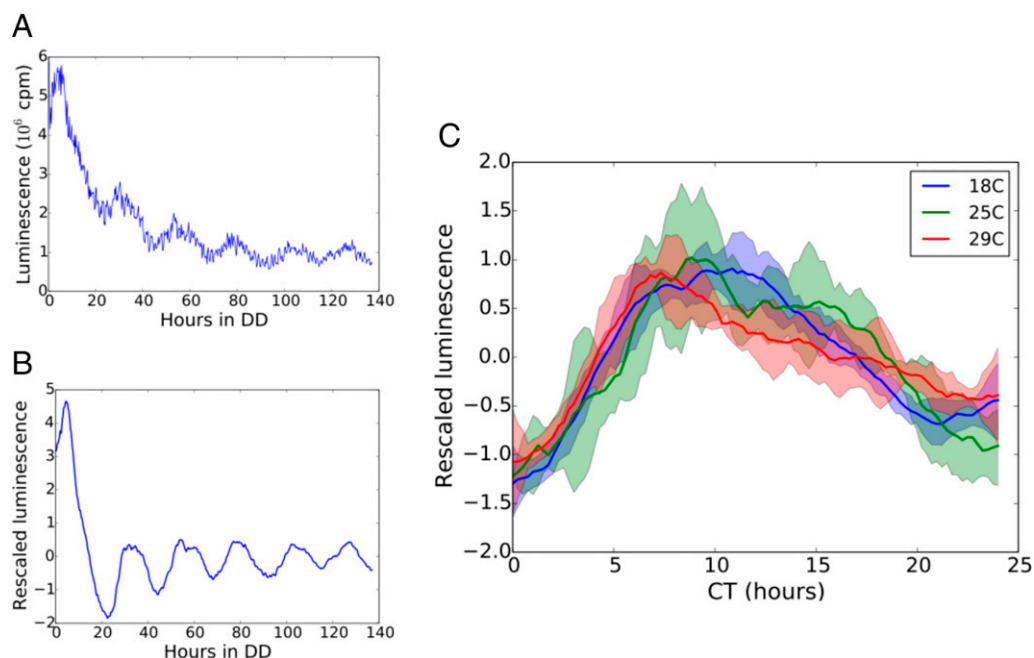 A
6
5
4
3
2
1
0
0 20 40 60 80 100 120 140
Luminescence (10⁶ cpm)
Hours in DD
B
5
4
3
2
1
0
−1
−2
0 20 40 60 80 100 120 140
Rescaled luminescence
Hours in DD
C
2.0
1.5
1.0
0.5
0.0
−0.5
−1.0
−1.5
−2.0
0 5 10 15 20 25
Rescaled luminescence
CT (hours)
18C
25C
29C